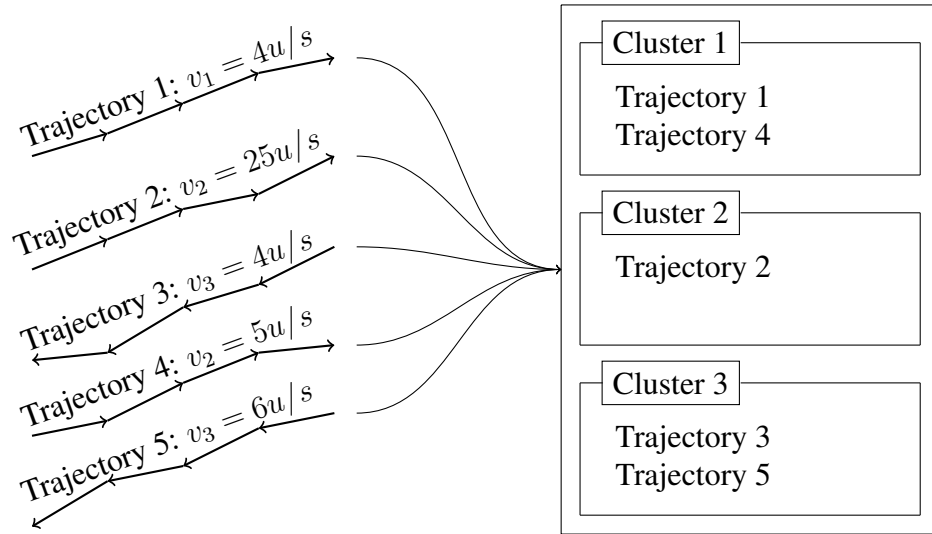 Trajectory 1: v₁ = 4u/s
Trajectory 2: v₂ = 25u/s
Trajectory 3: v₃ = 4u/s
Trajectory 4: v₂ = 5u/s
Trajectory 5: v₃ = 6u/s
Cluster 1
Trajectory 1
Trajectory 4
Cluster 2
Trajectory 2
Cluster 3
Trajectory 3
Trajectory 5